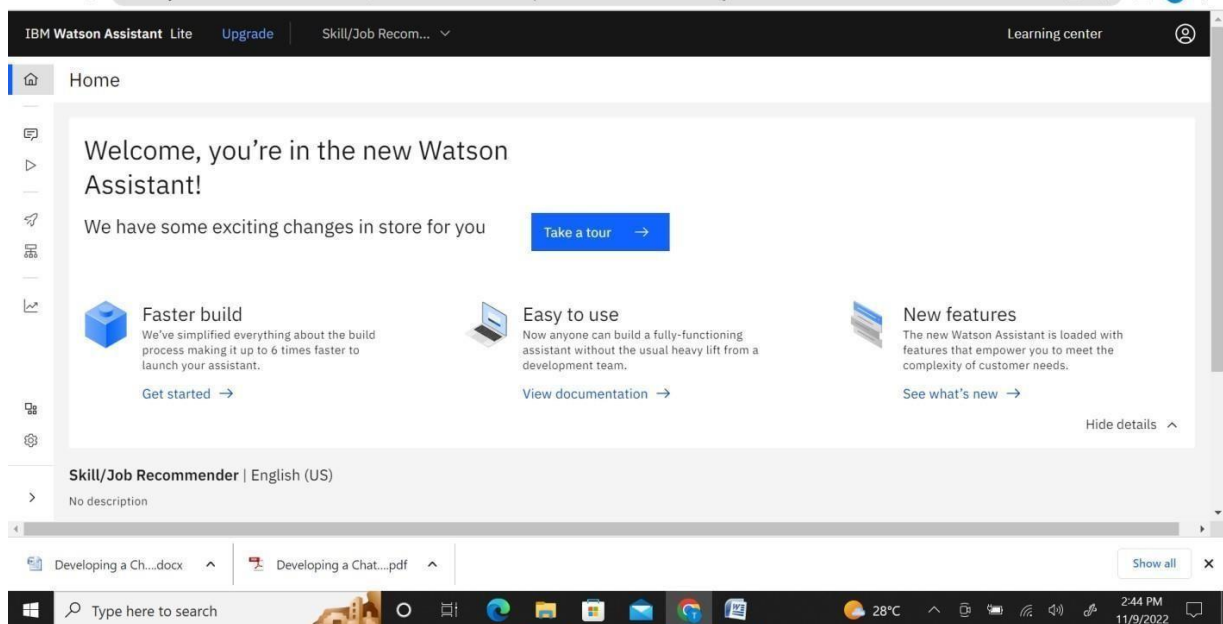 IBM Watson Assistant Lite Upgrade Skill/Job Recom... Learning center
Home
Welcome, you're in the new Watson
Assistant!
We have some exciting changes in store for you
Take a tour
Faster build
We've simplified everything about the build
process making it up to 6 times faster to
launch your assistant.
Get started
Easy to use
Now anyone can build a fully-functioning
assistant without the usual heavy lift from a
development team.
View documentation
New features
The new Watson Assistant is loaded with
features that empower you to meet the
complexity of customer needs.
See what's new
Hide details
Skill/Job Recommender | English (US)
No description
Developing a Ch....docx Developing a Chat....pdf Show all
Type here to search 28°C 2:44 PM
11/9/2022